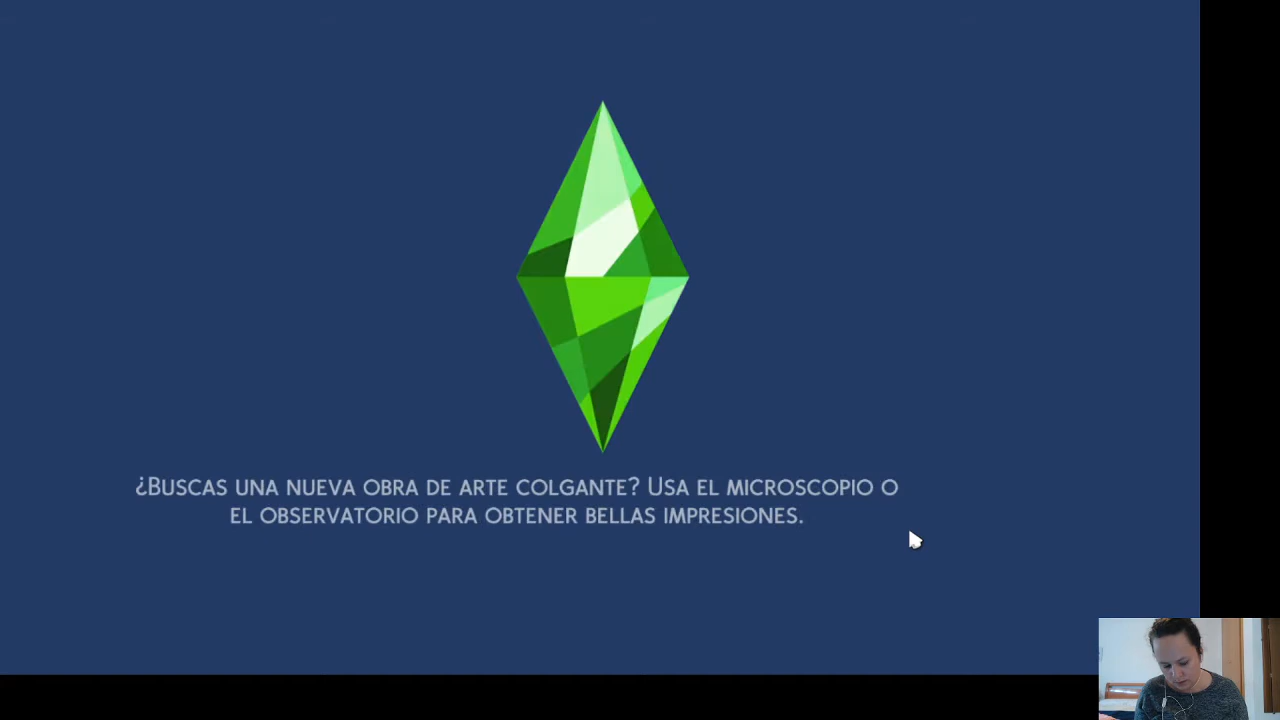 ¿Buscas una nueva obra de arte colgante? Usa el microscopio o
el observatorio para obtener bellas impresiones.